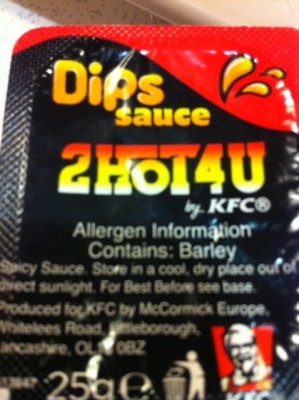 Dips
sauce
2HOT4U
by KFC®
Allergen Information
Contains: Barley
Spicy Sauce. Store in a cool, dry place out of
direct sunlight. For Best Before see base.
Produced for KFC by McCormick Europe,
Whitelees Road, Littleborough,
Lancashire, 0BZ
25g e
KFC